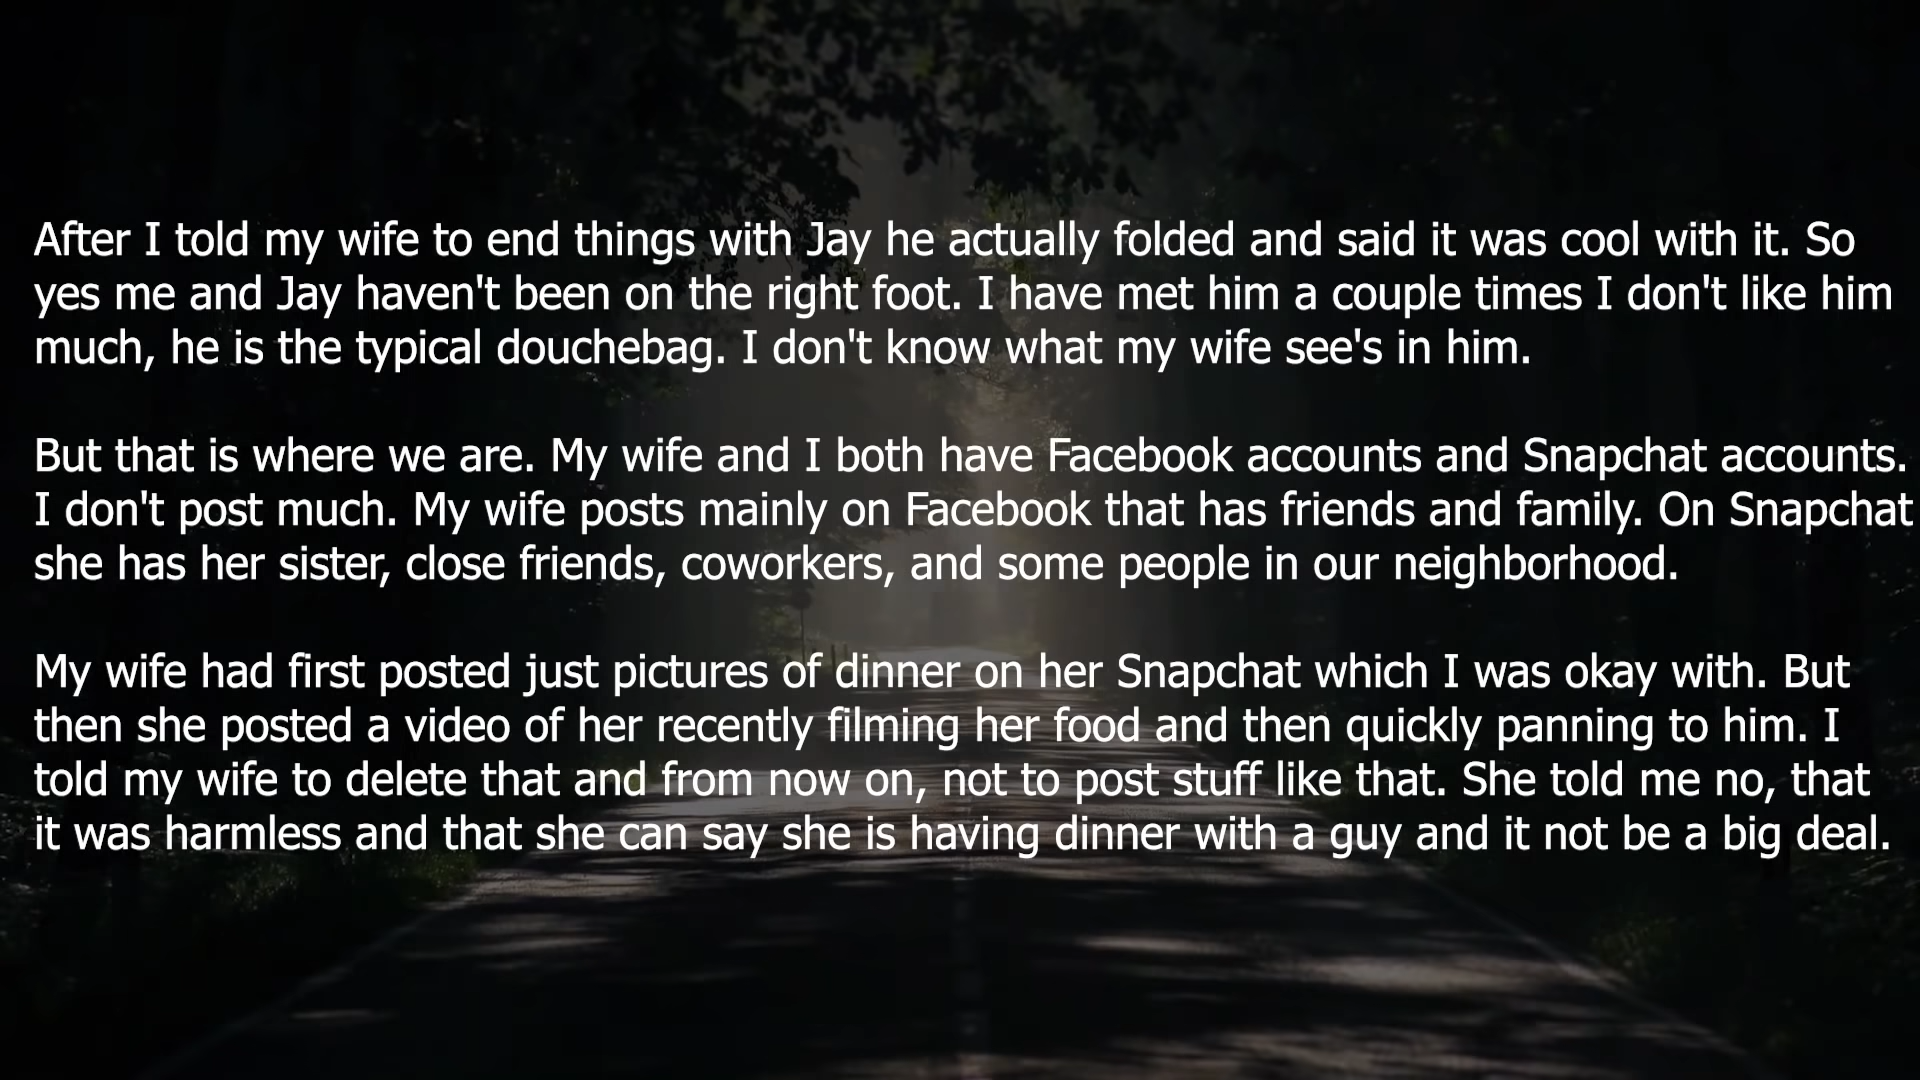 After I told my wife to end things with Jay he actually folded and said it was cool with it. So
yes me and Jay haven't been on the right foot. I have met him a couple times I don't like him
much, he is the typical douchebag. I don't know what my wife see's in him.
But that is where we are. My wife and I both have Facebook accounts and Snapchat accounts.
I don't post much. My wife posts mainly on Facebook that has friends and family. On Snapchat
she has her sister, close friends, coworkers, and some people in our neighborhood.
My wife had first posted just pictures of dinner on her Snapchat which I was okay with. But
then she posted a video of her recently filming her food and then quickly panning to him. I
told my wife to delete that and from now on, not to post stuff like that. She told me no, that
it was harmless and that she can say she is having dinner with a guy and it not be a big deal.